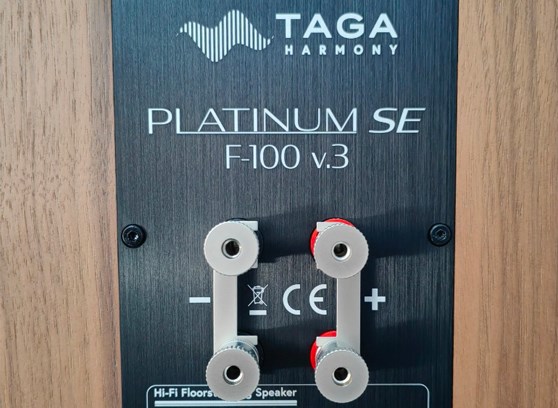 TAGA
HARMONY
PLATINUM SE
F-100 v.3
− CE +
Hi-Fi Speaker